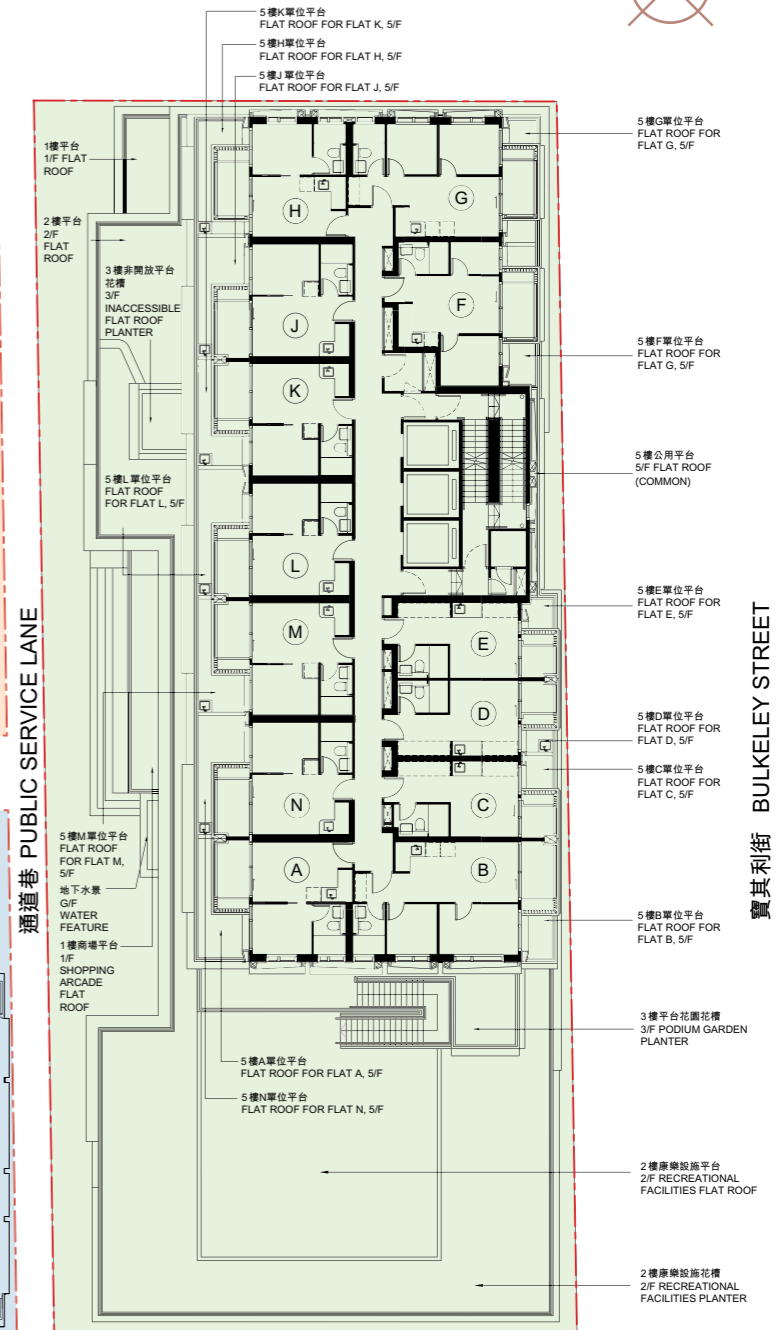 5樓K單位平台
FLAT ROOF FOR FLAT K, 5/F
5樓H單位平台
FLAT ROOF FOR FLAT H, 5/F
5樓J單位平台
FLAT ROOF FOR FLAT J, 5/F
1樓平台
1/F FLAT
ROOF
2樓平台
2/F
FLAT
ROOF
3樓非開放平台
花槽
3/F
INACCESSIBLE
FLAT ROOF
PLANTER
5樓L單位平台
FLAT ROOF
FOR FLAT L, 5/F
通道巷 PUBLIC SERVICE LANE
5樓M單位平台
FLAT ROOF
FOR FLAT M,
5/F
地下水景
G/F
WATER
FEATURE
1樓商場平台
1/F
SHOPPING
ARCADE
FLAT
ROOF
H
G
J
F
K
L
M
E
D
N
C
A
B
5樓A單位平台
FLAT ROOF FOR FLAT A, 5/F
5樓N單位平台
FLAT ROOF FOR FLAT N, 5/F
5樓G單位平台
FLAT ROOF FOR
FLAT G, 5/F
5樓F單位平台
FLAT ROOF FOR
FLAT G, 5/F
5樓公用平台
5/F FLAT ROOF
(COMMON)
5樓E單位平台
FLAT ROOF FOR
FLAT E, 5/F
5樓D單位平台
FLAT ROOF FOR
FLAT D, 5/F
5樓C單位平台
FLAT ROOF FOR
FLAT C, 5/F
5樓B單位平台
FLAT ROOF FOR
FLAT B, 5/F
3樓平台花園花槽
3/F PODIUM GARDEN
PLANTER
2樓康樂設施平台
2/F RECREATIONAL
FACILITIES FLAT ROOF
2樓康樂設施花槽
2/F RECREATIONAL
FACILITIES PLANTER
寶其利街 BULKELEY STREET